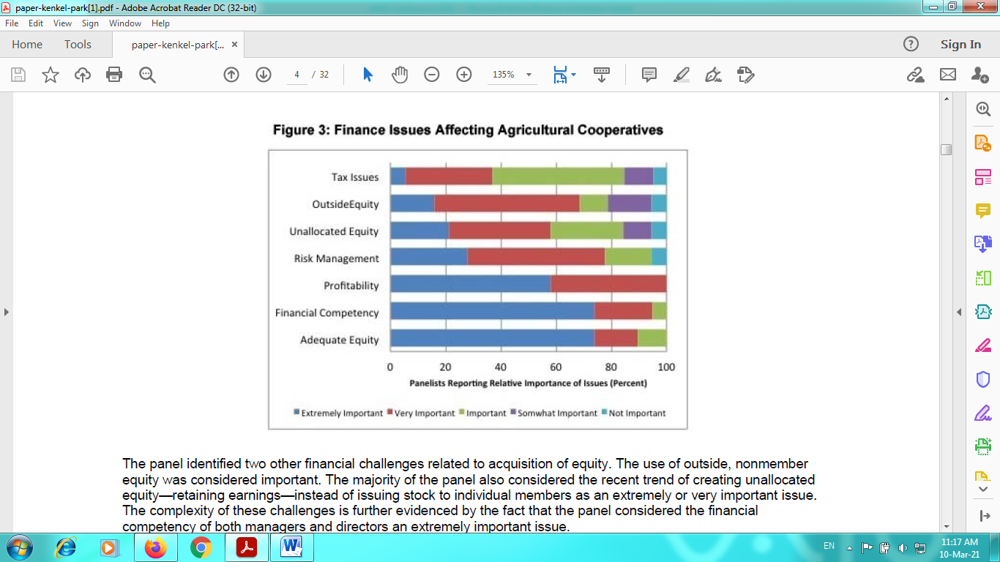 paper-kenkel-park[1].pdf - Adobe Acrobat Reader DC (32-bit)
File Edit View Sign Window Help
Home Tools paper-kenkel-park[... × Sign In
4 / 32 135%
Figure 3: Finance Issues Affecting Agricultural Cooperatives
Tax Issues
OutsideEquity
Unallocated Equity
Risk Management
Profitability
Financial Competency
Adequate Equity
0 20 40 60 80 100
Panelists Reporting Relative Importance of Issues (Percent)
Extremely Important Very Important Important Somwhat Important Not Important
The panel identified two other financial challenges related to acquisition of equity. The use of outside, nonmember
equity was considered important. The majority of the panel also considered the recent trend of creating unallocated
equity—retaining earnings—instead of issuing stock to individual members as an extremely or very important issue.
The complexity of these challenges is further evidenced by the fact that the panel considered the financial
competency of both managers and directors an extremely important issue.
EN 11:17 AM
10-Mar-21